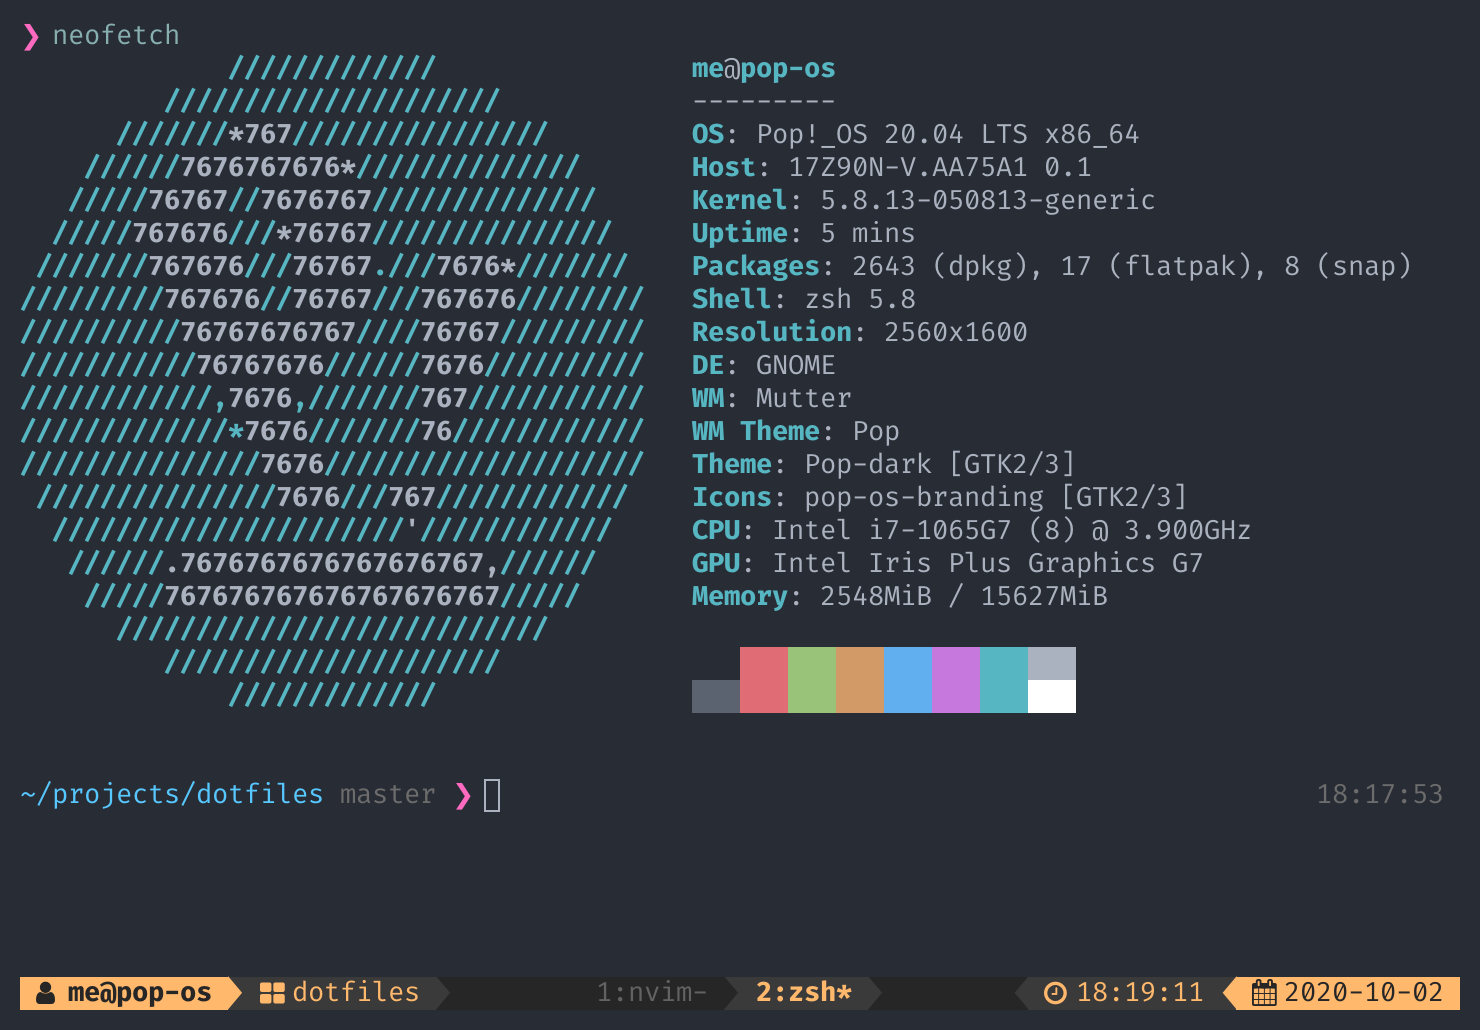 ❯ neofetch
/////////////
/////////////////////
///////*767////////////////
//////7676767676*//////////////
/////76767//7676767//////////////
/////767676///*76767///////////////
///////767676///76767.///7676*///////
/////////767676//76767///767676////////
//////////76767676767////76767/////////
///////////76767676//////7676//////////
////////////,7676,///////767///////////
/////////////*7676///////76////////////
///////////////7676////////////////////
///////////////7676///767////////////
//////////////////////'////////////
//////.7676767676767676767,//////
/////767676767676767676767/////
///////////////////////////
/////////////////////
/////////////
me@pop-os
---------
OS: Pop!_OS 20.04 LTS x86_64
Host: 17Z90N-V.AA75A1 0.1
Kernel: 5.8.13-050813-generic
Uptime: 5 mins
Packages: 2643 (dpkg), 17 (flatpak), 8 (snap)
Shell: zsh 5.8
Resolution: 2560x1600
DE: GNOME
WM: Mutter
WM Theme: Pop
Theme: Pop-dark [GTK2/3]
Icons: pop-os-branding [GTK2/3]
CPU: Intel i7-1065G7 (8) @ 3.900GHz
GPU: Intel Iris Plus Graphics G7
Memory: 2548MiB / 15627MiB
~/projects/dotfiles master ❯ 18:17:53
me@pop-os dotfiles 1:nvim- 2:zsh* 18:19:11 2020-10-02